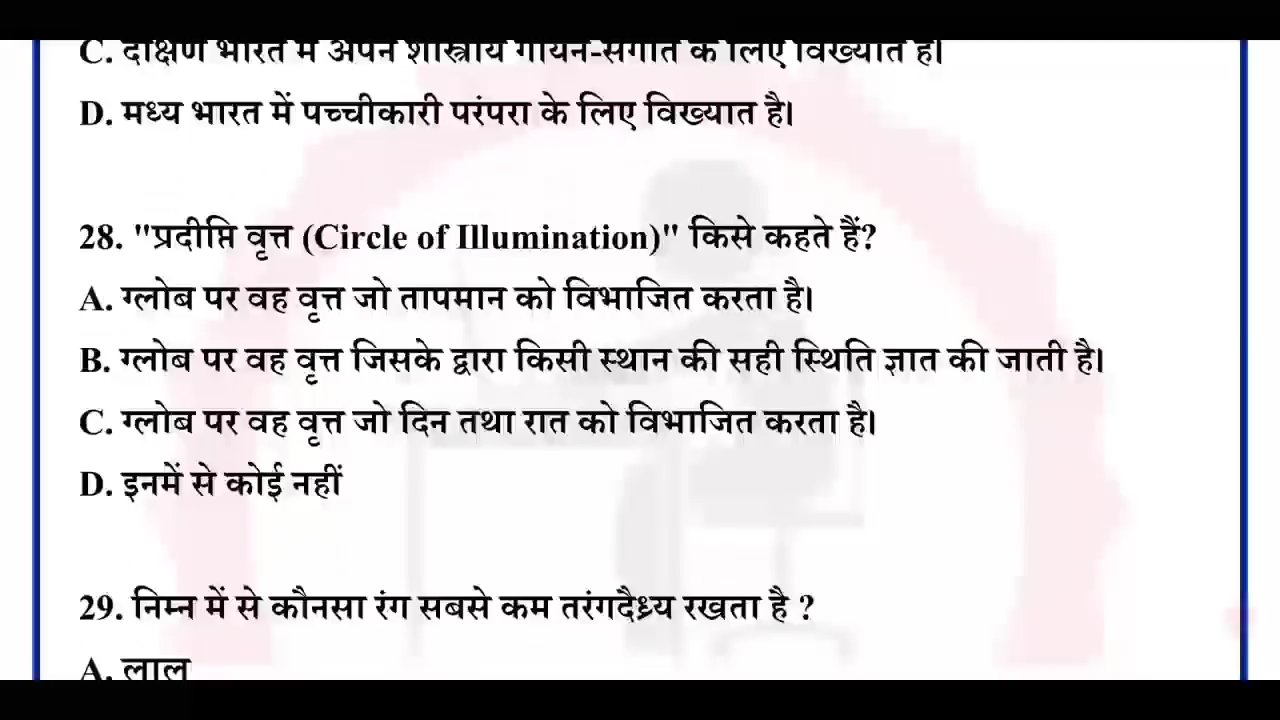 C. दक्षिण भारत में अपने शास्त्रीय गायन-संगीत के लिए विख्यात है।
D. मध्य भारत में पच्चीकारी परंपरा के लिए विख्यात है।
28. "प्रदीप्ति वृत्त (Circle of Illumination)" किसे कहते हैं?
A. ग्लोब पर वह वृत्त जो तापमान को विभाजित करता है।
B. ग्लोब पर वह वृत्त जिसके द्वारा किसी स्थान की सही स्थिति ज्ञात की जाती है।
C. ग्लोब पर वह वृत्त जो दिन तथा रात को विभाजित करता है।
D. इनमें से कोई नहीं
29. निम्न में से कौनसा रंग सबसे कम तरंगदैध्र्य रखता है ?
A. लाल